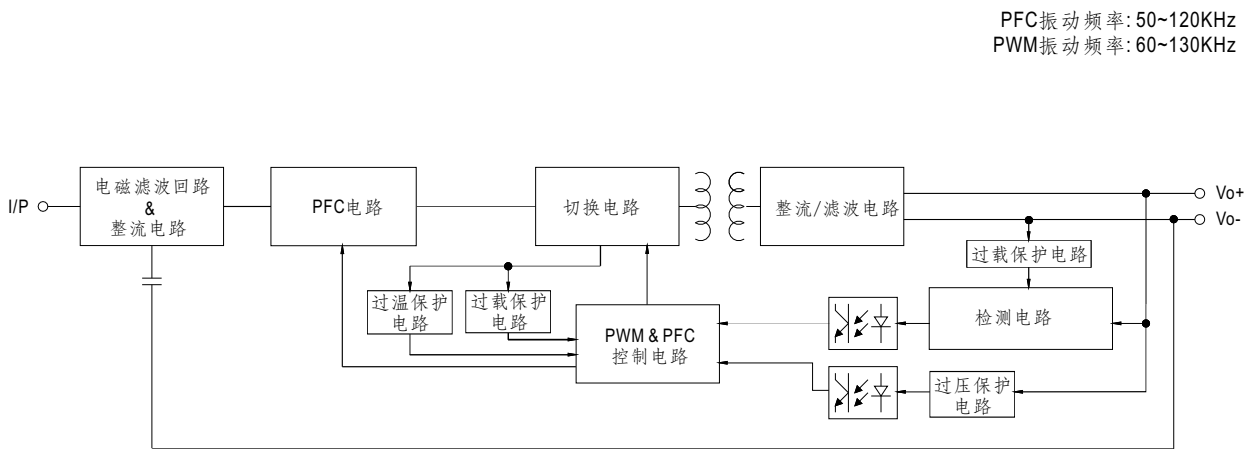 PFC振动频率: 50~120KHz
PWM振动频率: 60~130KHz
I/P
电磁滤波回路
&
整流电路
PFC电路
切换电路
整流/滤波电路
Vo+
Vo-
过载保护电路
过温保护
电路
过载保护
电路
PWM & PFC
控制电路
检测电路
过压保护
电路